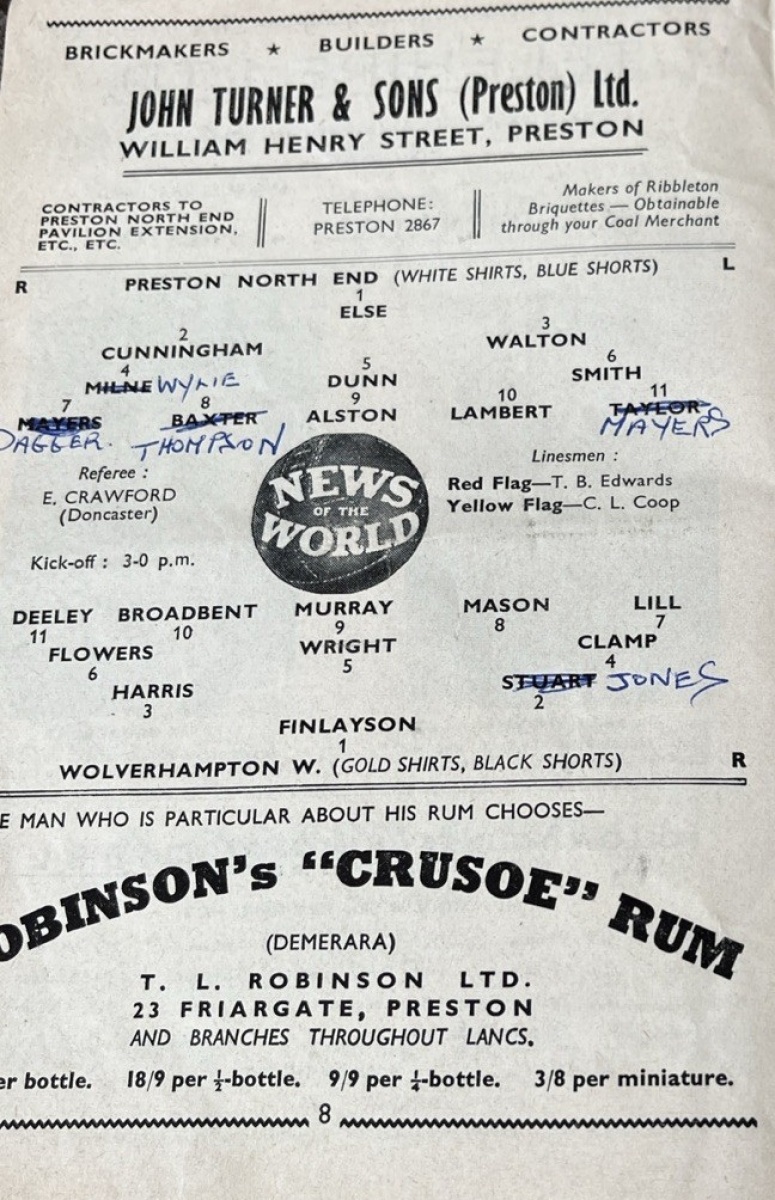 BRICKMAKERS ★ BUILDERS ★ CONTRACTORS
JOHN TURNER & SONS (Preston) Ltd.
WILLIAM HENRY STREET, PRESTON
CONTRACTORS TO
PRESTON NORTH END
PAVILION EXTENSION,
ETC., ETC.
TELEPHONE:
PRESTON 2867
Makers of Ribbleton
Briquettes — Obtainable
through your Coal Merchant
R PRESTON NORTH END (WHITE SHIRTS, BLUE SHORTS) L
1
ELSE
2 3
CUNNINGHAM WALTON
4 5 6
MILNE WYLIE DUNN SMITH
7 8 9 10 11
MAYERS BAXTER ALSTON LAMBERT TAYLOR
DAGGER. THOMPSON MAYERS
Referee :
E. CRAWFORD
(Doncaster)
Kick-off : 3-0 p.m.
NEWS
OF THE
WORLD
Linesmen :
Red Flag—T. B. Edwards
Yellow Flag—C. L. Coop
DEELEY BROADBENT MURRAY MASON LILL
11 10 9 8 7
FLOWERS WRIGHT CLAMP
6 5 4
HARRIS STUART JONES
3 2
FINLAYSON
1
WOLVERHAMPTON W. (GOLD SHIRTS, BLACK SHORTS) R
E MAN WHO IS PARTICULAR ABOUT HIS RUM CHOOSES—
OBINSON's "CRUSOE" RUM
(DEMERARA)
T. L. ROBINSON LTD.
23 FRIARGATE, PRESTON
AND BRANCHES THROUGHOUT LANCS.
er bottle. 18/9 per ½-bottle. 9/9 per ¼-bottle. 3/8 per miniature.
8